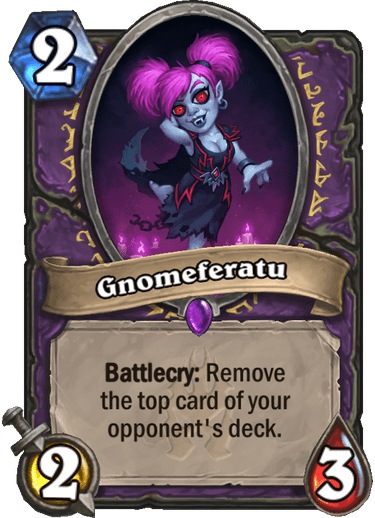 2
Gnomeferatu
Battlecry: Remove
the top card of your
opponent's deck.
2
3